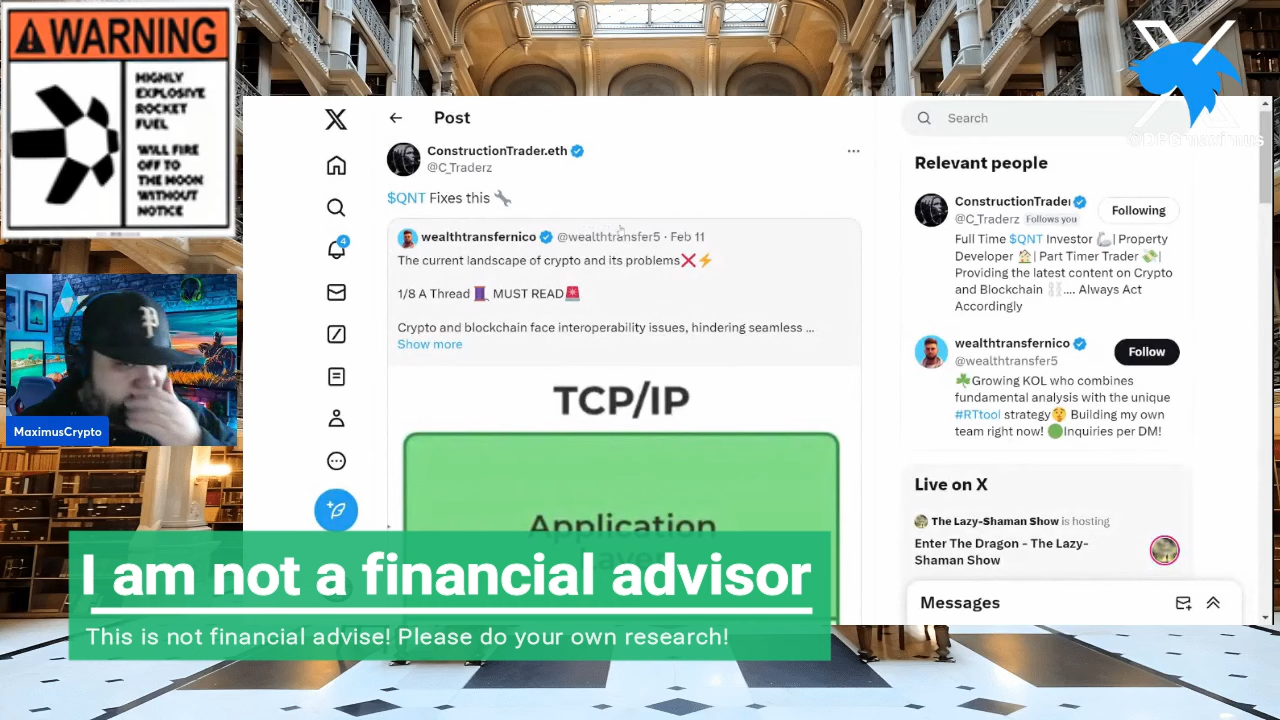 WARNING
HIGHLY
EXPLOSIVE
ROCKET
FUEL
WILL FIRE
OFF TO
THE MOON
WITHOUT
NOTICE
MaximusCrypto
4
Post
ConstructionTrader.eth
@C_Traderz
$QNT Fixes this
wealthtransfernico @wealthtransfer5 · Feb 11
The current landscape of crypto and its problems
1/8 A Thread MUST READ
Crypto and blockchain face interoperability issues, hindering seamless ...
Show more
TCP/IP
Application
Layer
Search
Relevant people
ConstructionTrader
@C_Traderz Follows you
Following
Full Time $QNT Investor | Property
Developer | Part Timer Trader |
Providing the latest content on Crypto
and Blockchain .... Always Act
Accordingly
wealthtransfernico
@wealthtransfer5
Follow
Growing KOL who combines
fundamental analysis with the unique
#RTtool strategy Building my own
team right now! Inquiries per DM!
Live on X
The Lazy-Shaman Show is hosting
Enter The Dragon - The Lazy-
Shaman Show
Messages
I am not a financial advisor
This is not financial advise! Please do your own research!